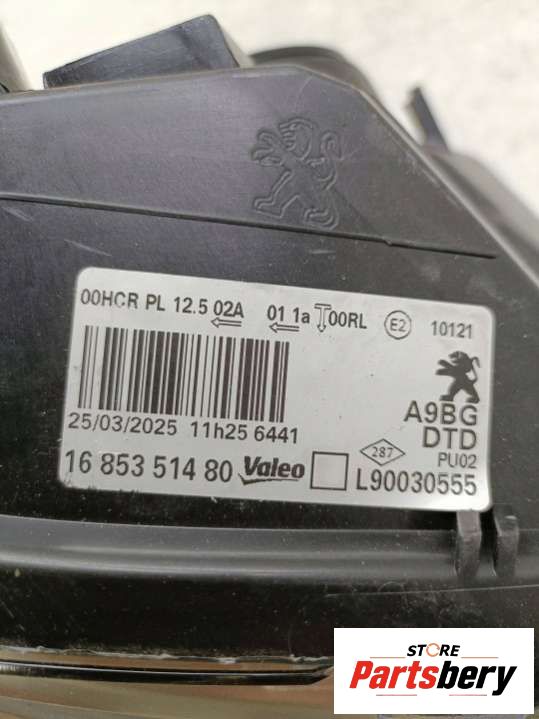 00HCR PL 12.5 02A ← 01 1a ← T↓ 00RL E2 10121
A9BG
25/03/2025 11h25 6441
DTD
287 PU02
16 853 514 80 Valeo L90030555
STORE
Partsbery